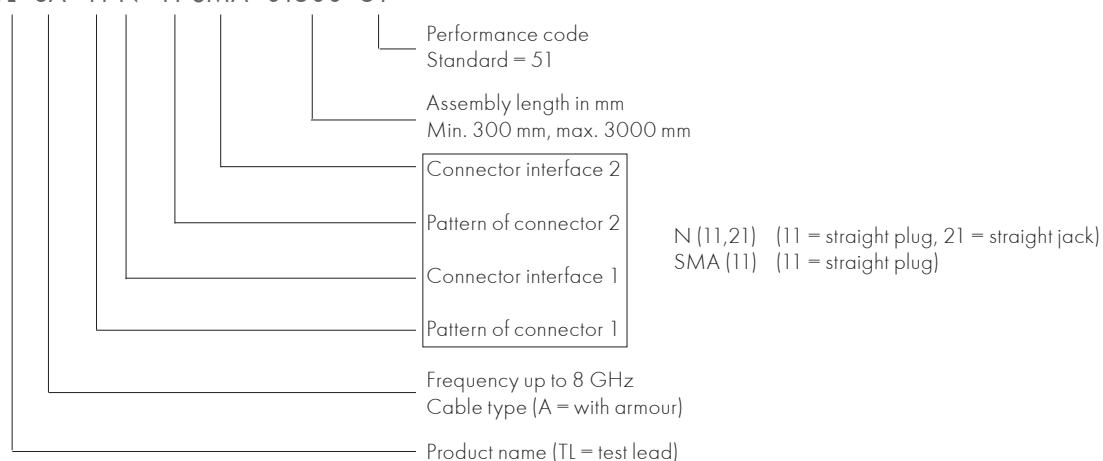 Performance code
Standard = 51
Assembly length in mm
Min. 300 mm, max. 3000 mm
Connector interface 2
Pattern of connector 2
N (11,21) (11 = straight plug, 21 = straight jack)
SMA (11) (11 = straight plug)
Connector interface 1
Pattern of connector 1
Frequency up to 8 GHz
Cable type (A = with armour)
Product name (TL = test lead)